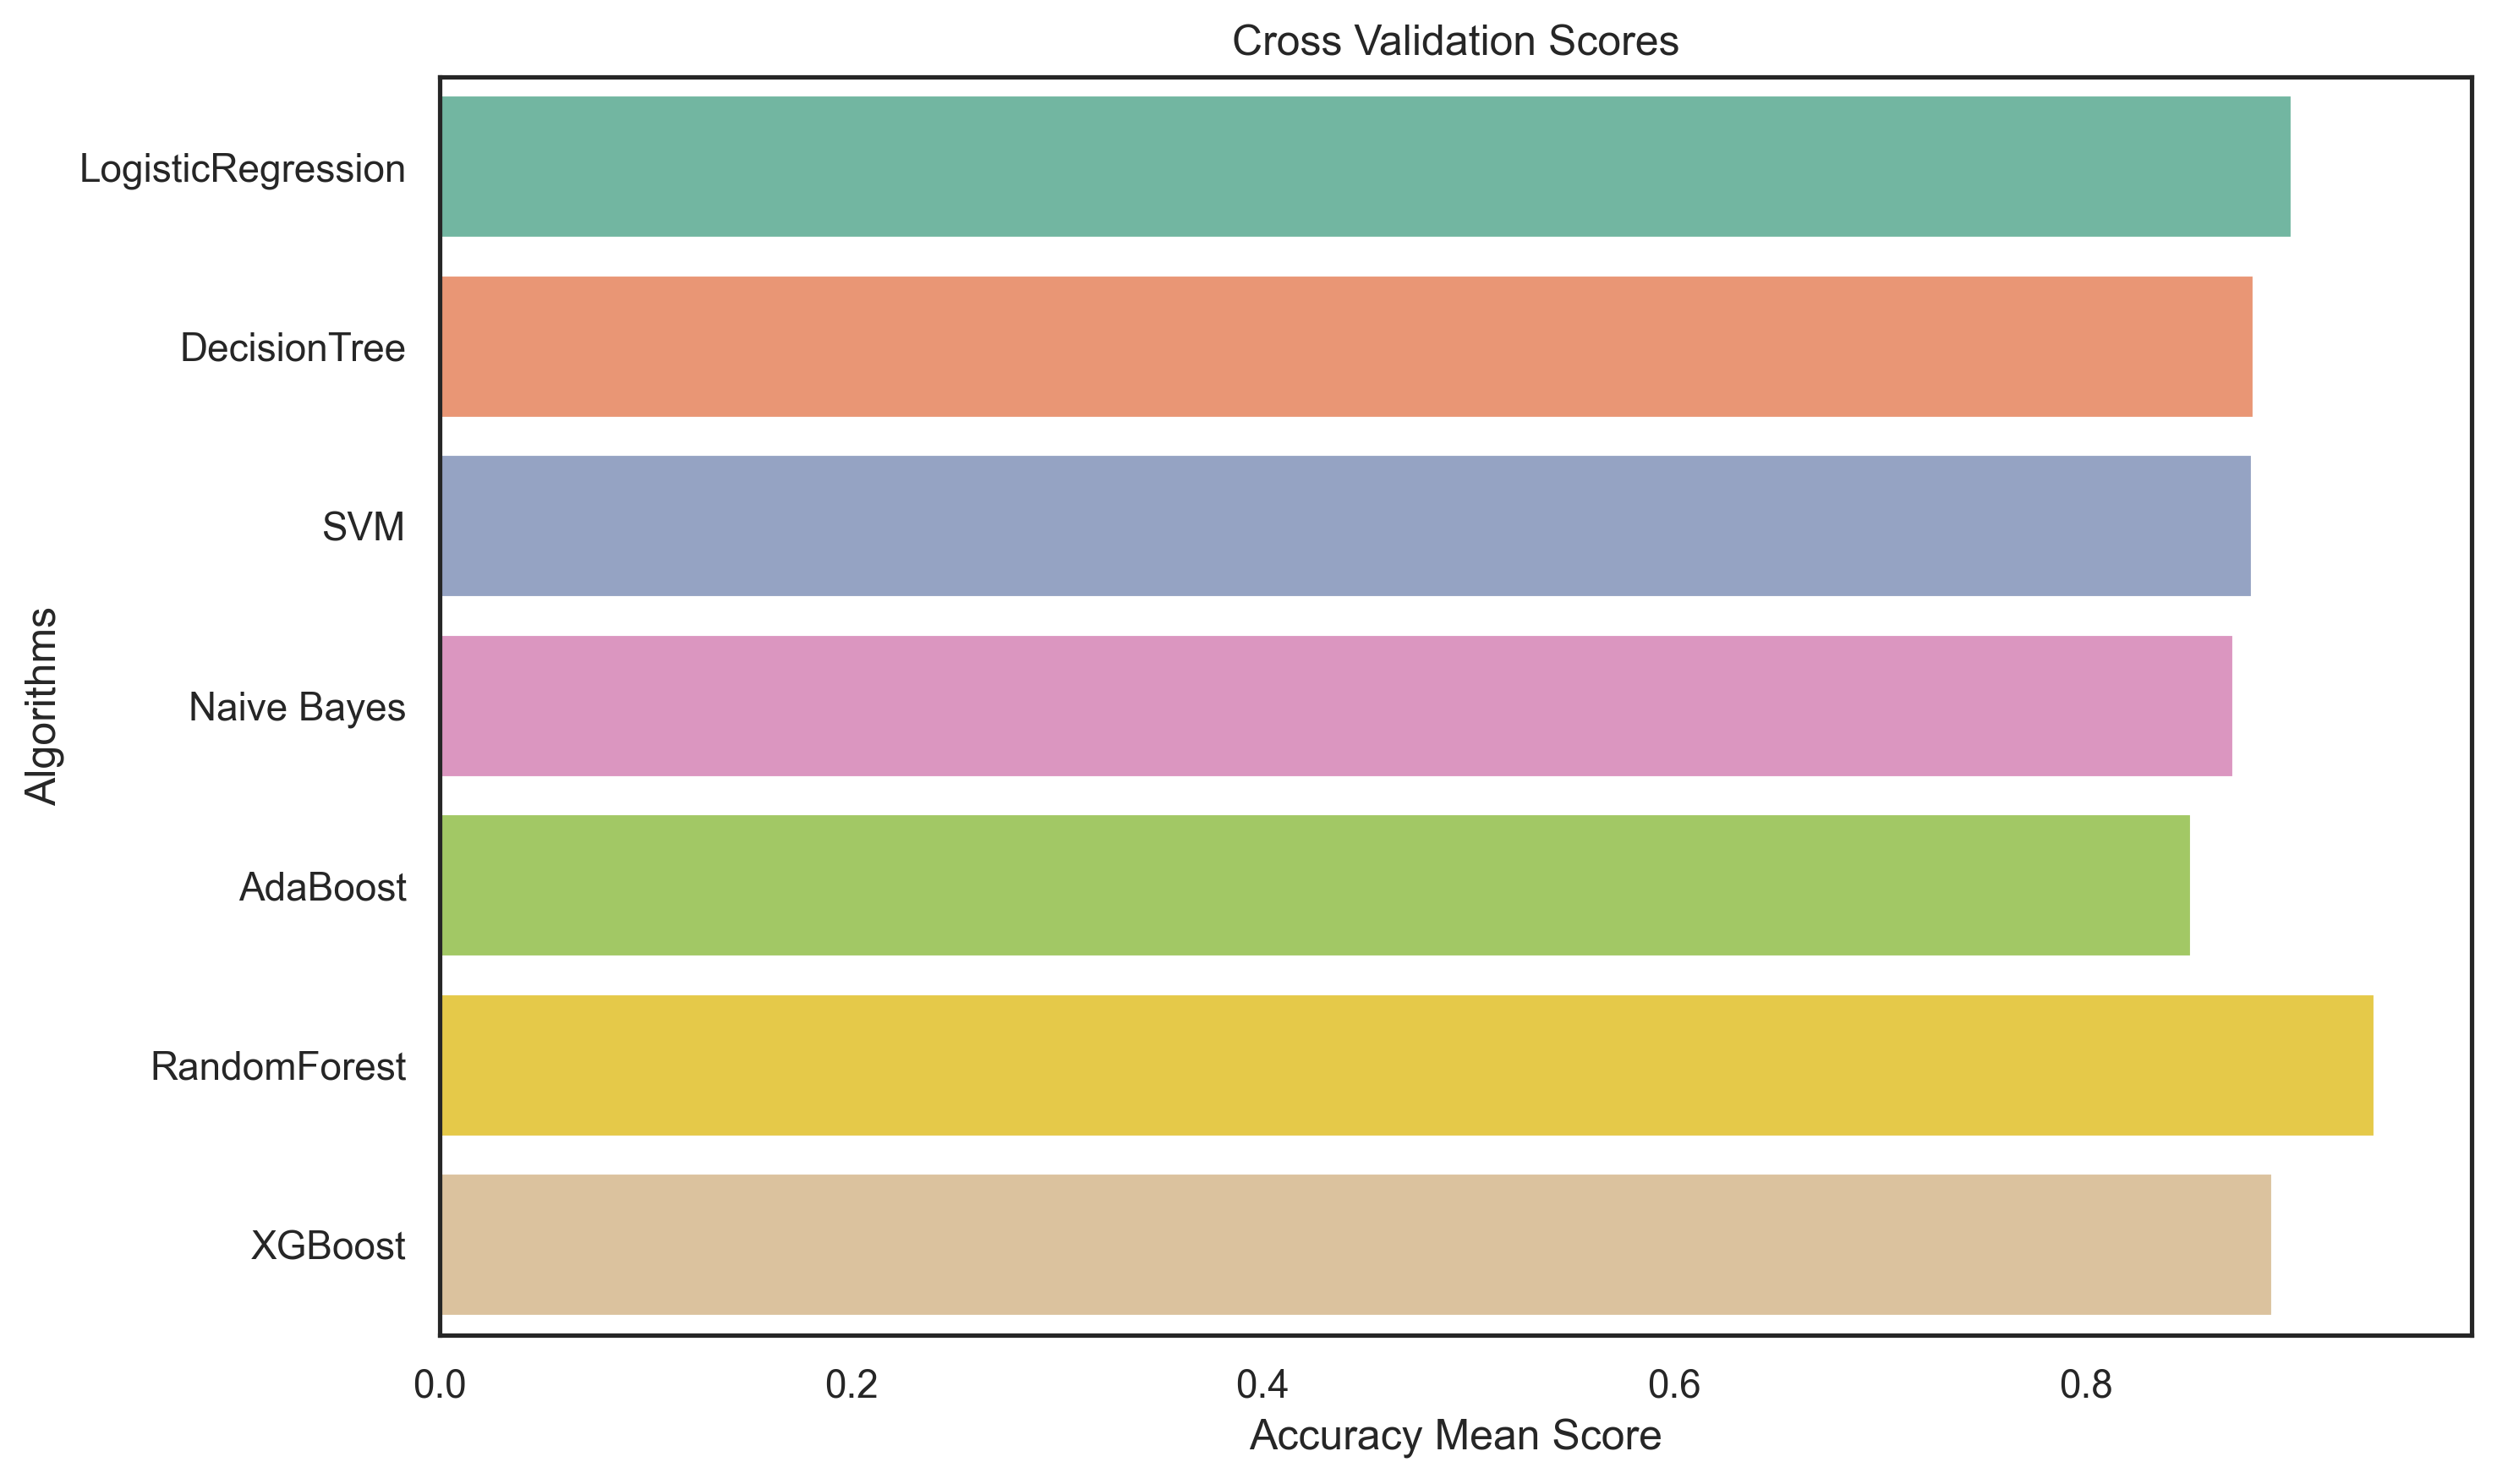 Cross Validation Scores
LogisticRegression
DecisionTree
SVM
Naive Bayes
AdaBoost
RandomForest
XGBoost
Algorithms
0.0 0.2 0.4 0.6 0.8
Accuracy Mean Score